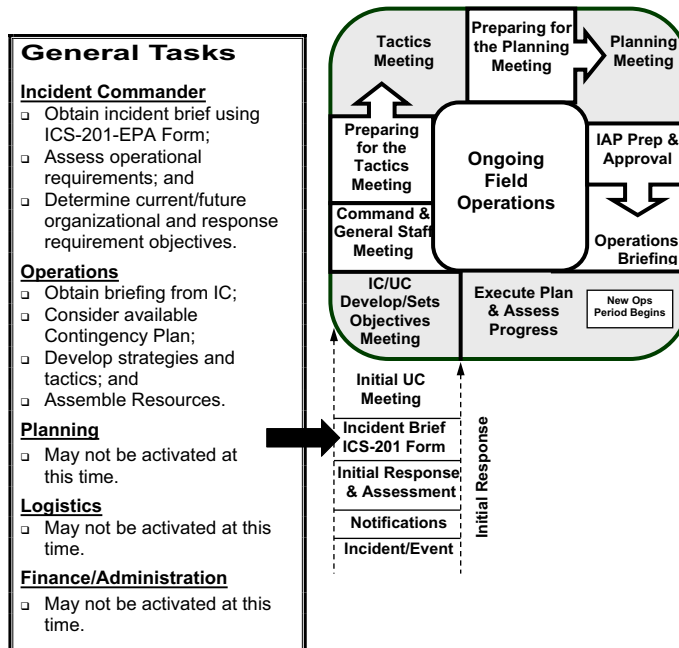 General Tasks
Incident Commander
❑ Obtain incident brief using
ICS-201-EPA Form;
❑ Assess operational
requirements; and
❑ Determine current/future
organizational and response
requirement objectives.
Operations
❑ Obtain briefing from IC;
❑ Consider available
Contingency Plan;
❑ Develop strategies and
tactics; and
❑ Assemble Resources.
Planning
❑ May not be activated at
this time.
Logistics
❑ May not be activated at this
time.
Finance/Administration
❑ May not be activated at this
time.
Tactics
Meeting
Preparing for
the Planning
Meeting
Planning
Meeting
Preparing
for the
Tactics
Meeting
Ongoing
Field
Operations
IAP Prep &
Approval
Command &
General Staff
Meeting
Operations
Briefing
IC/UC
Develop/Sets
Objectives
Meeting
Execute Plan
& Assess
Progress
New Ops
Period Begins
Initial UC
Meeting
Incident Brief
ICS-201 Form
Initial Response
& Assessment
Notifications
Incident/Event
Initial Response